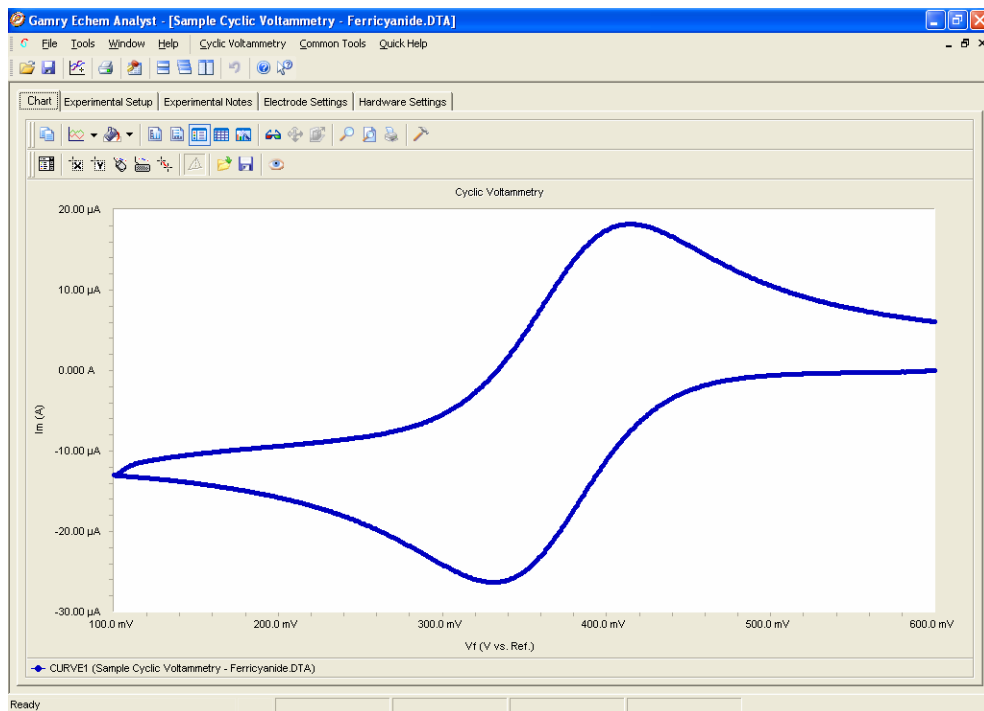 Gamry Echem Analyst - [Sample Cyclic Voltammetry - Ferricyanide.DTA]
File Tools Window Help Cyclic Voltammetry Common Tools Quick Help
Chart Experimental Setup Experimental Notes Electrode Settings Hardware Settings
Cyclic Voltammetry
20.00 µA
10.00 µA
0.000 A
-10.00 µA
-20.00 µA
-30.00 µA
Im (A)
100.0 mV 200.0 mV 300.0 mV 400.0 mV 500.0 mV 600.0 mV
Vf (V vs. Ref.)
CURVE1 (Sample Cyclic Voltammetry - Ferricyanide.DTA)
Ready